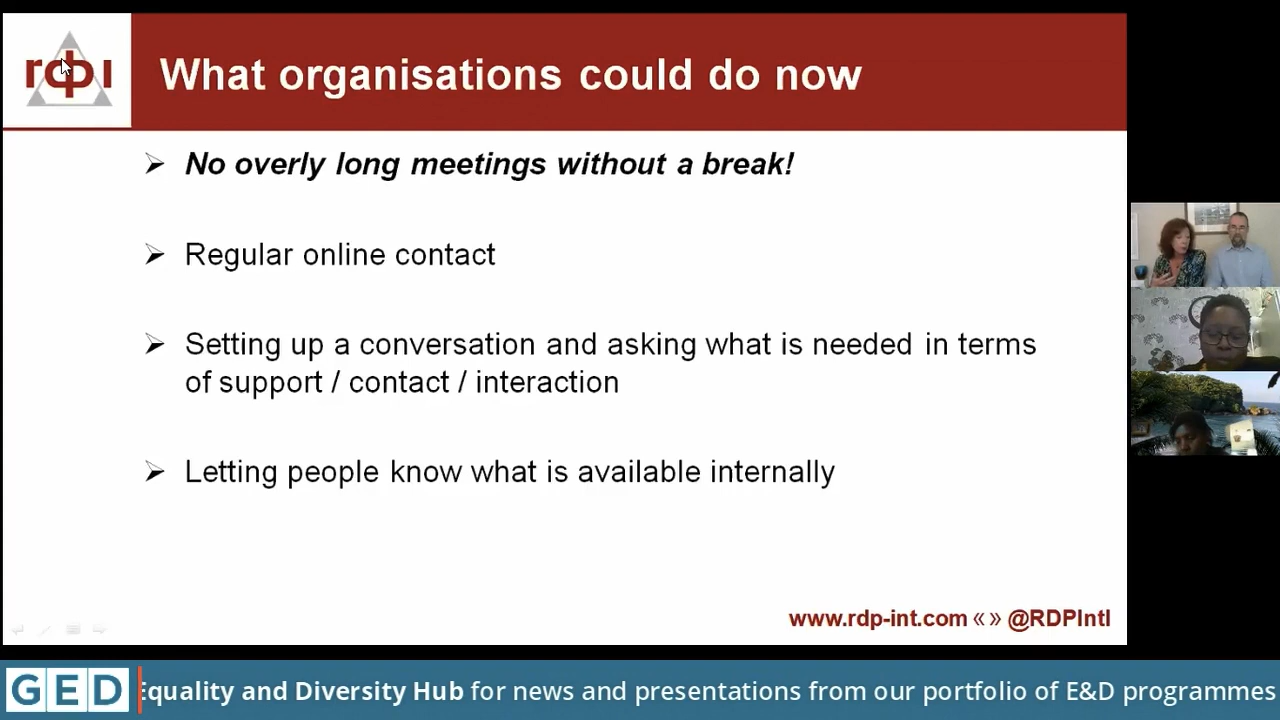 rdpi
What organisations could do now
No overly long meetings without a break!
Regular online contact
Setting up a conversation and asking what is needed in terms
of support / contact / interaction
Letting people know what is available internally
www.rdp-int.com «» @RDPIntl
GED
Equality and Diversity Hub for news and presentations from our portfolio of E&D programmes